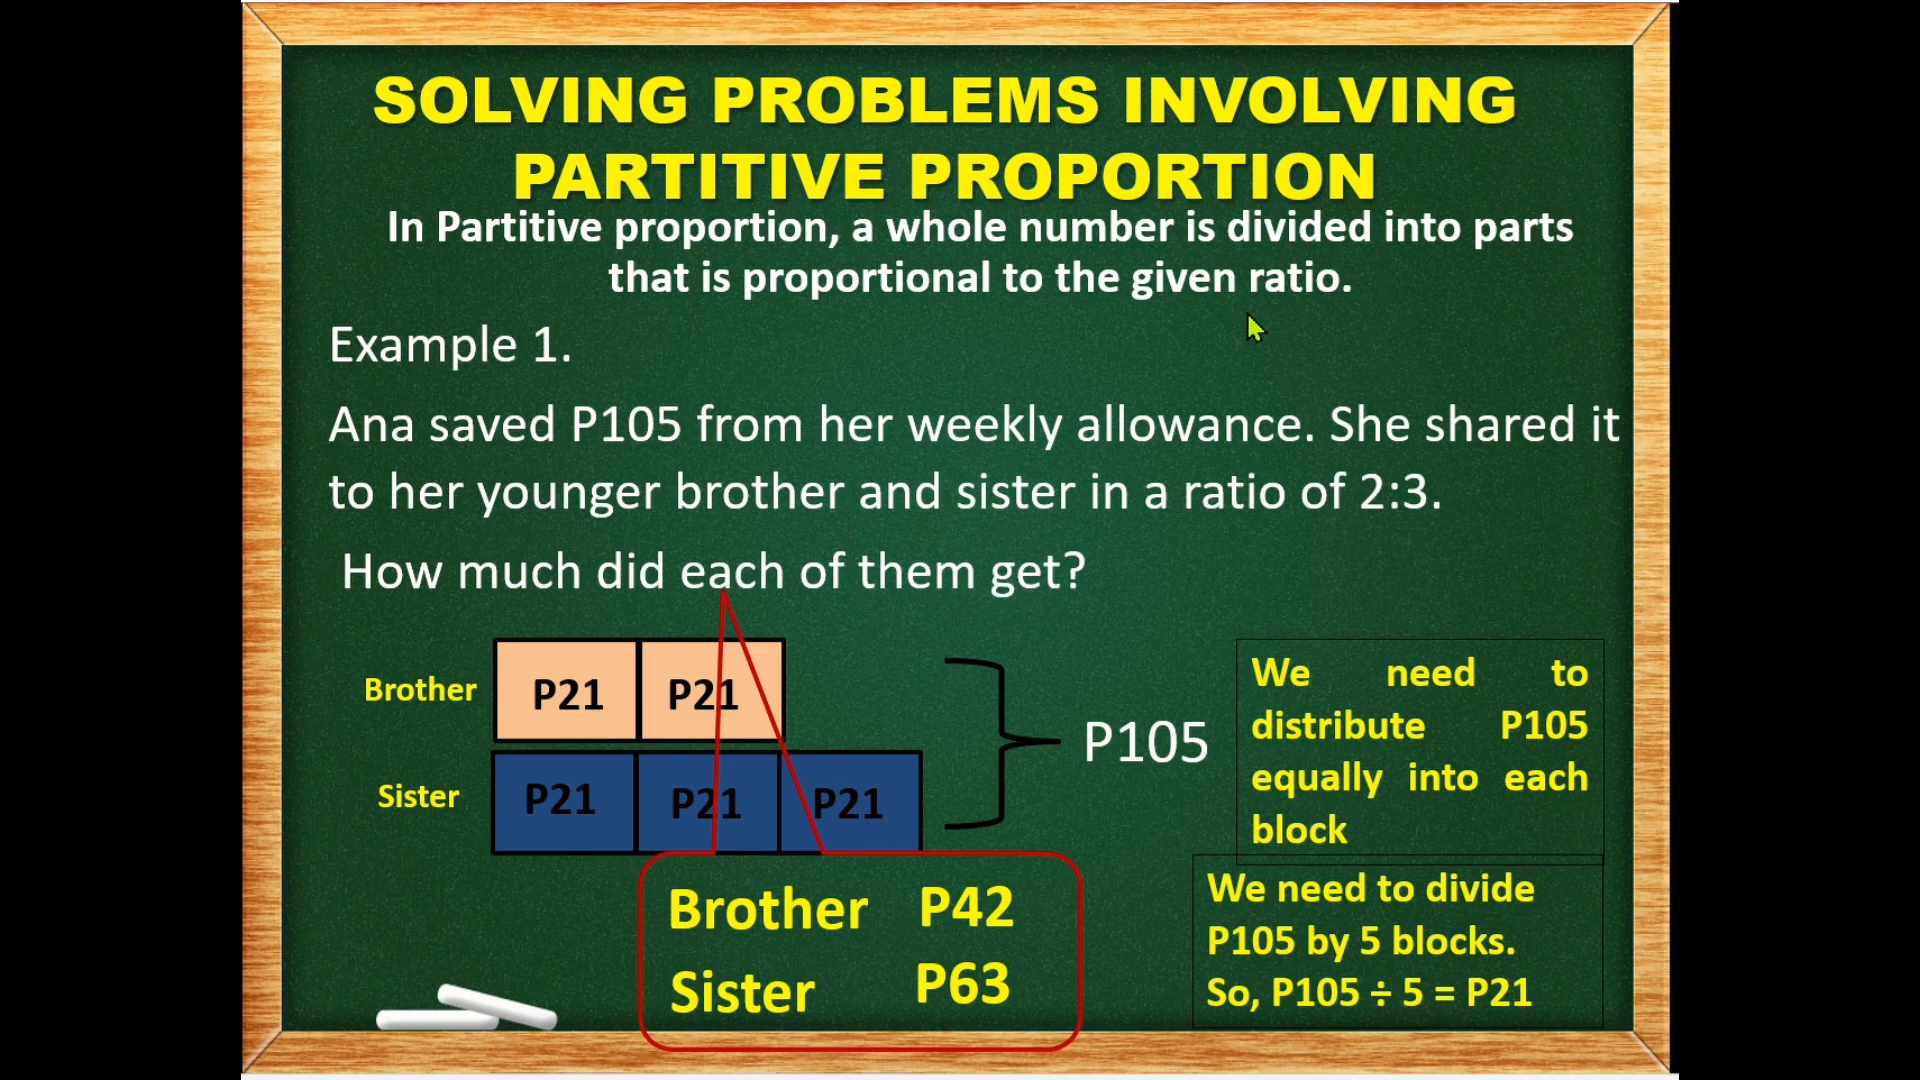 SOLVING PROBLEMS INVOLVING
PARTITIVE PROPORTION
In Partitive proportion, a whole number is divided into parts
that is proportional to the given ratio.
Example 1.
Ana saved P105 from her weekly allowance. She shared it
to her younger brother and sister in a ratio of 2:3.
How much did each of them get?
Brother P21 P21
Sister P21 P21 P21
P105
We need to
distribute P105
equally into each
block
We need to divide
P105 by 5 blocks.
So, P105 ÷ 5 = P21
Brother P42
Sister P63